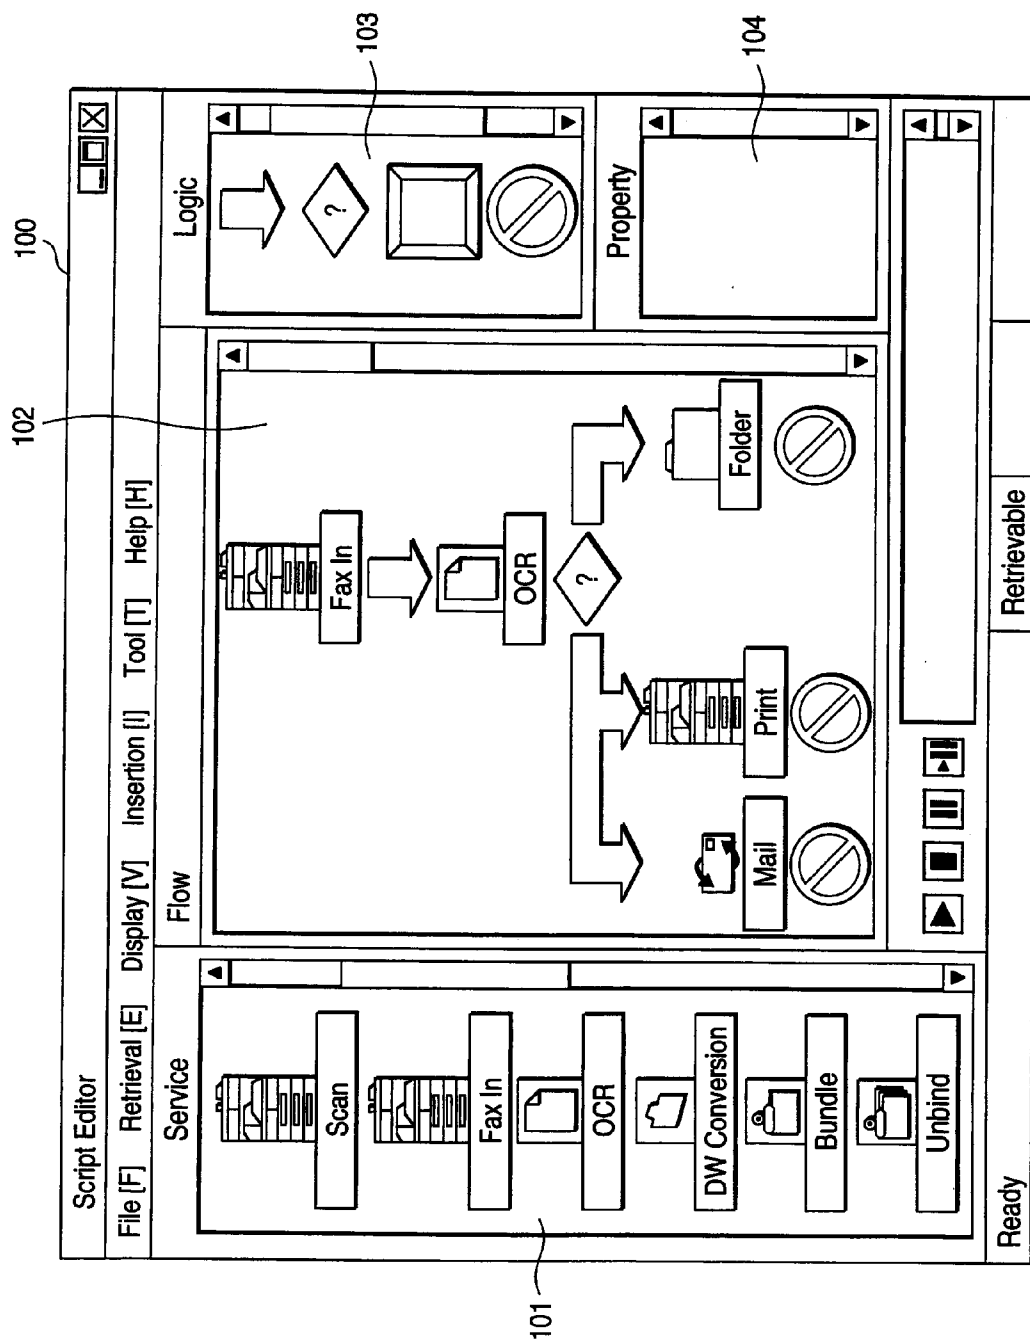 100
Script Editor
File [F] Retrieval [E] Display [V] Insertion [I] Tool [T] Help [H]
Service
Scan
Fax In
OCR
DW Conversion
Bundle
Unbind
101
Flow
102
Fax In
OCR
?
Mail
Print
Folder
Logic
?
103
Property
104
Ready
Retrievable